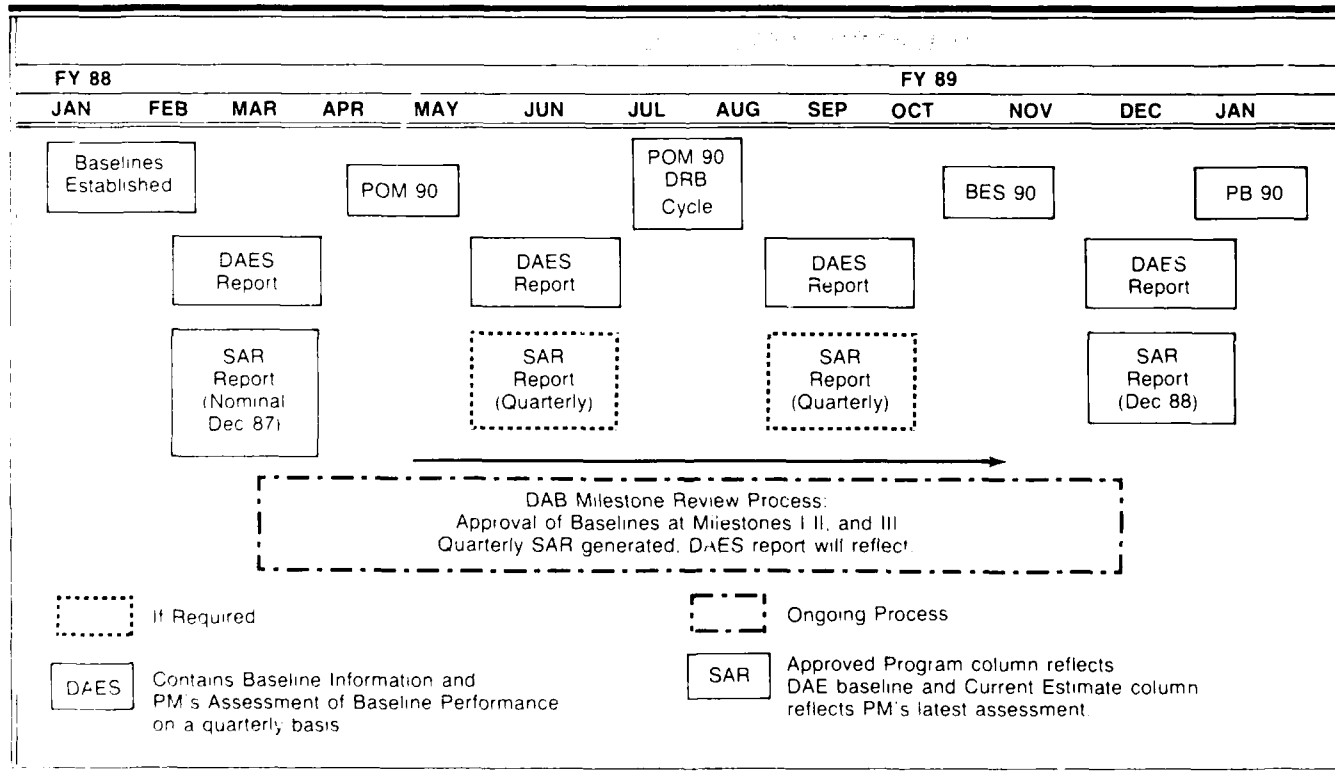 FY 88 FY 89
JAN FEB MAR APR MAY JUN JUL AUG SEP OCT NOV DEC JAN
Baselines
Established
POM 90
POM 90
DRB
Cycle
BES 90
PB 90
DAES
Report
DAES
Report
DAES
Report
DAES
Report
SAR
Report
(Nominal
Dec 87)
SAR
Report
(Quarterly)
SAR
Report
(Quarterly)
SAR
Report
(Dec 88)
DAB Milestone Review Process:
Approval of Baselines at Milestones I II, and III
Quarterly SAR generated, DAES report will reflect
If Required
Ongoing Process
DAES
Contains Baseline Information and
PM's Assessment of Baseline Performance
on a quarterly basis
SAR
Approved Program column reflects
DAE baseline and Current Estimate column
reflects PM's latest assessment.